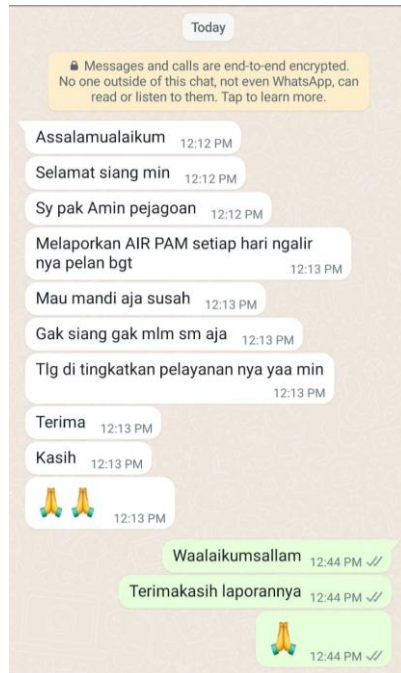 Today
🔒 Messages and calls are end-to-end encrypted.
No one outside of this chat, not even WhatsApp, can
read or listen to them. Tap to learn more.
Assalamualaikum 12:12 PM
Selamat siang min 12:12 PM
Sy pak Amin pejagoan 12:12 PM
Melaporkan AIR PAM setiap hari ngalir
nya pelan bgt
12:13 PM
Mau mandi aja susah 12:13 PM
Gak siang gak mlm sm aja 12:13 PM
Tlg di tingkatkan pelayanan nya yaa min
12:13 PM
Terima 12:13 PM
Kasih 12:13 PM
🙏🙏 12:13 PM
Waalaikumsallam 12:44 PM
Terimakasih laporannya 12:44 PM
🙏 12:44 PM